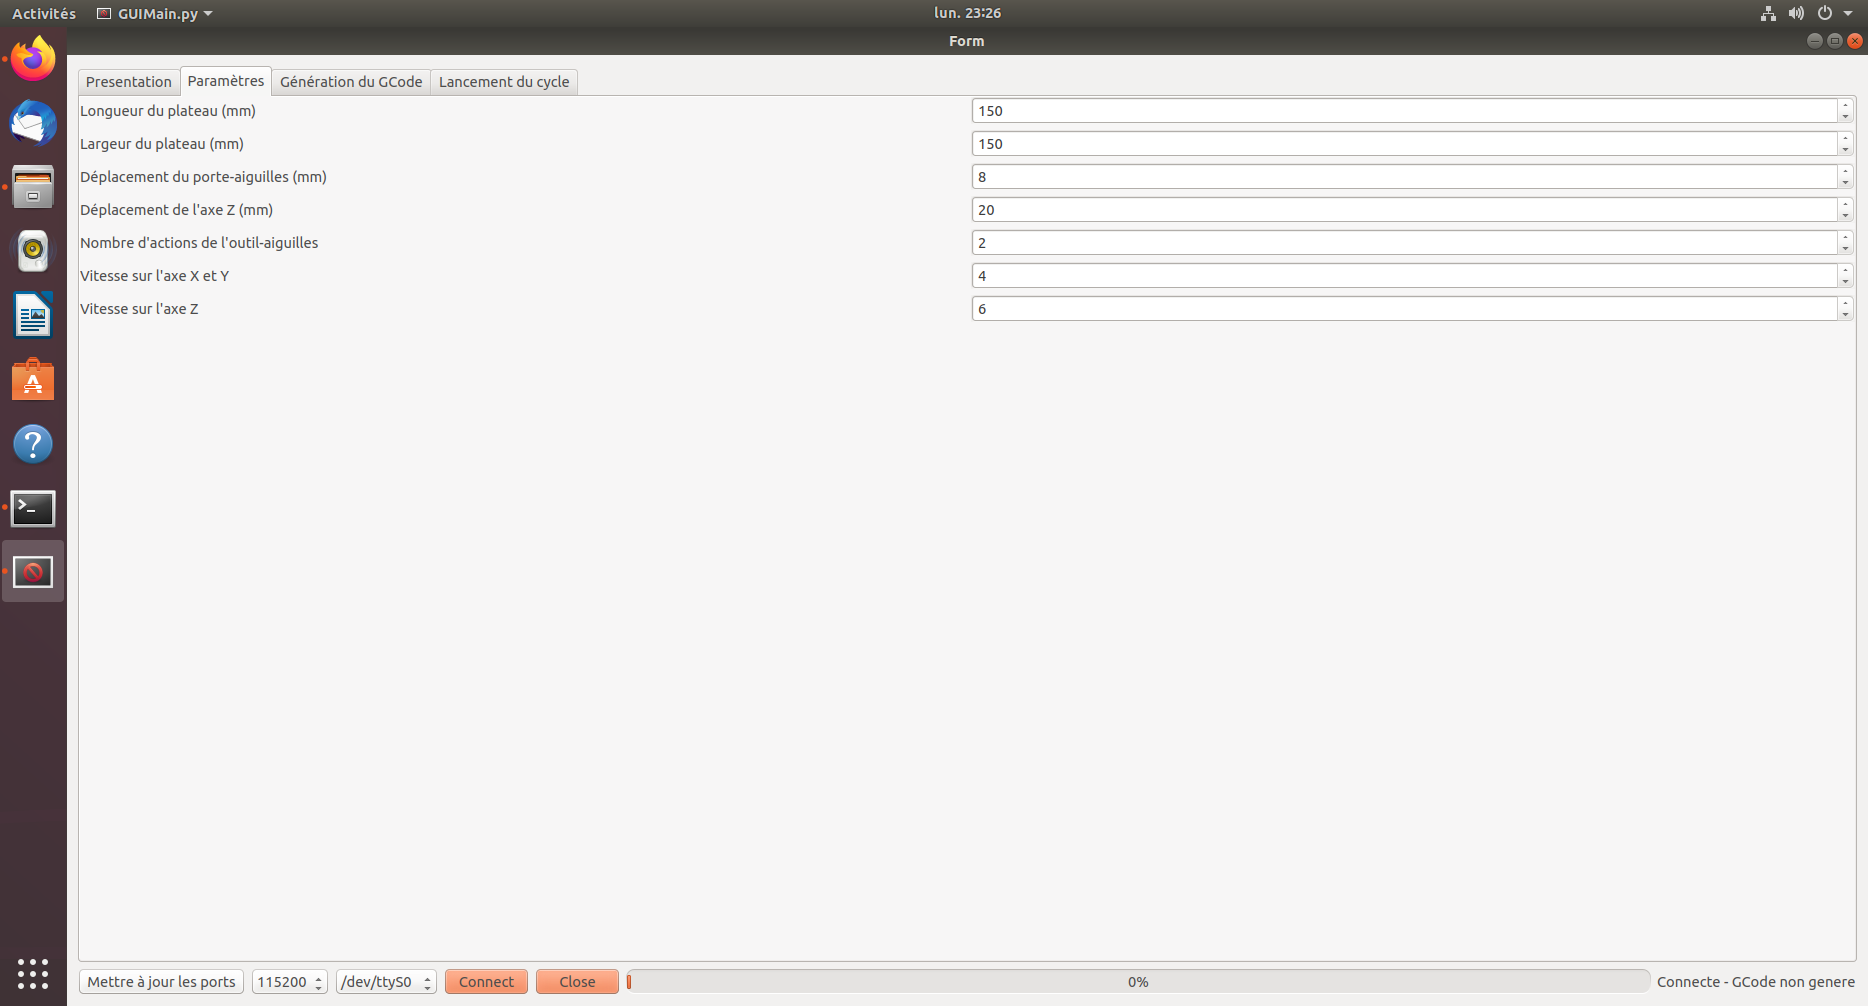 Activités GUIMain.py lun. 23:26
Form
Presentation Paramètres Génération du GCode Lancement du cycle
Longueur du plateau (mm) 150
Largeur du plateau (mm) 150
Déplacement du porte-aiguilles (mm) 8
Déplacement de l'axe Z (mm) 20
Nombre d'actions de l'outil-aiguilles 2
Vitesse sur l'axe X et Y 4
Vitesse sur l'axe Z 6
Mettre à jour les ports 115200 /dev/ttyS0 Connect Close 0% Connecte - GCode non genere